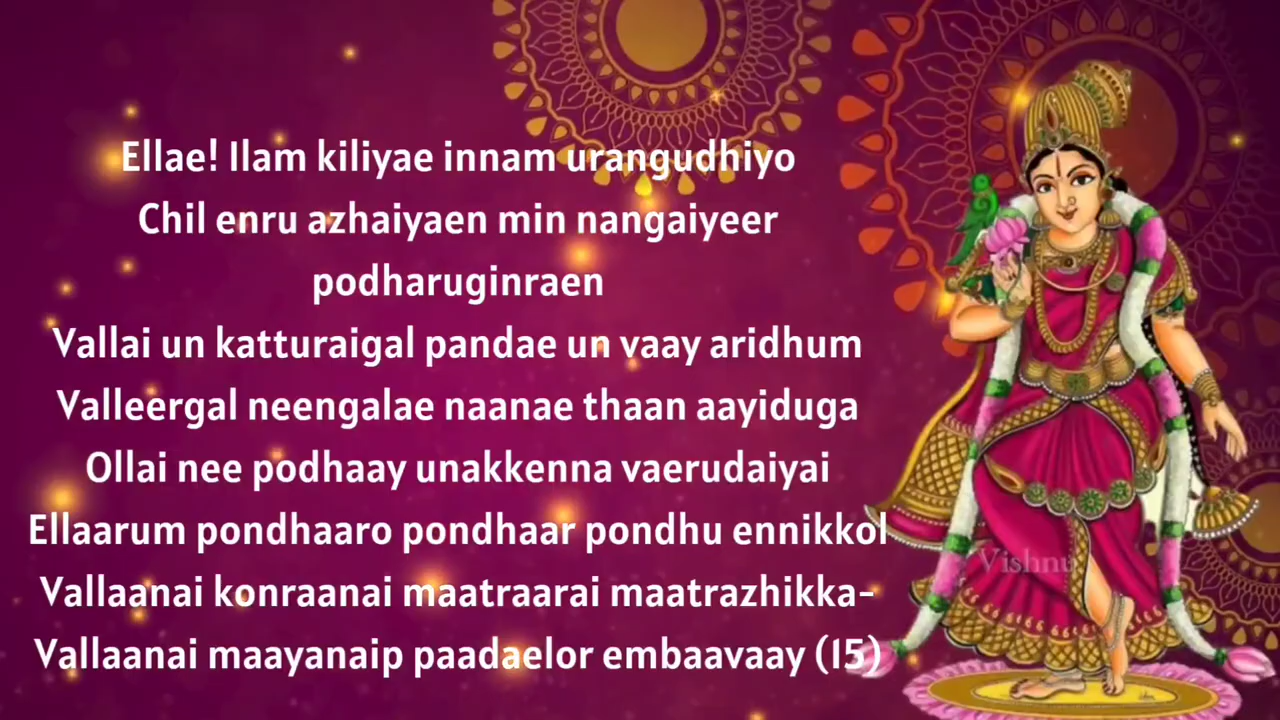 Ellae! Ilam kiliyae innam urangudhiyo
Chil enru azhaiyaen min nangaiyeer
podharuginraen
Vallai un katturaigal pandae un vaay aridhum
Valleergal neengalae naanae thaan aayiduga
Ollai nee podhaay unakkenna vaerudaiyai
Ellaarum pondhaaro pondhaar pondhu ennikkol
Vallaanai konraanai maatraarai maatrazhikka-
Vallaanai maayanaip paadaelor embaavaay (15)
Vishnu